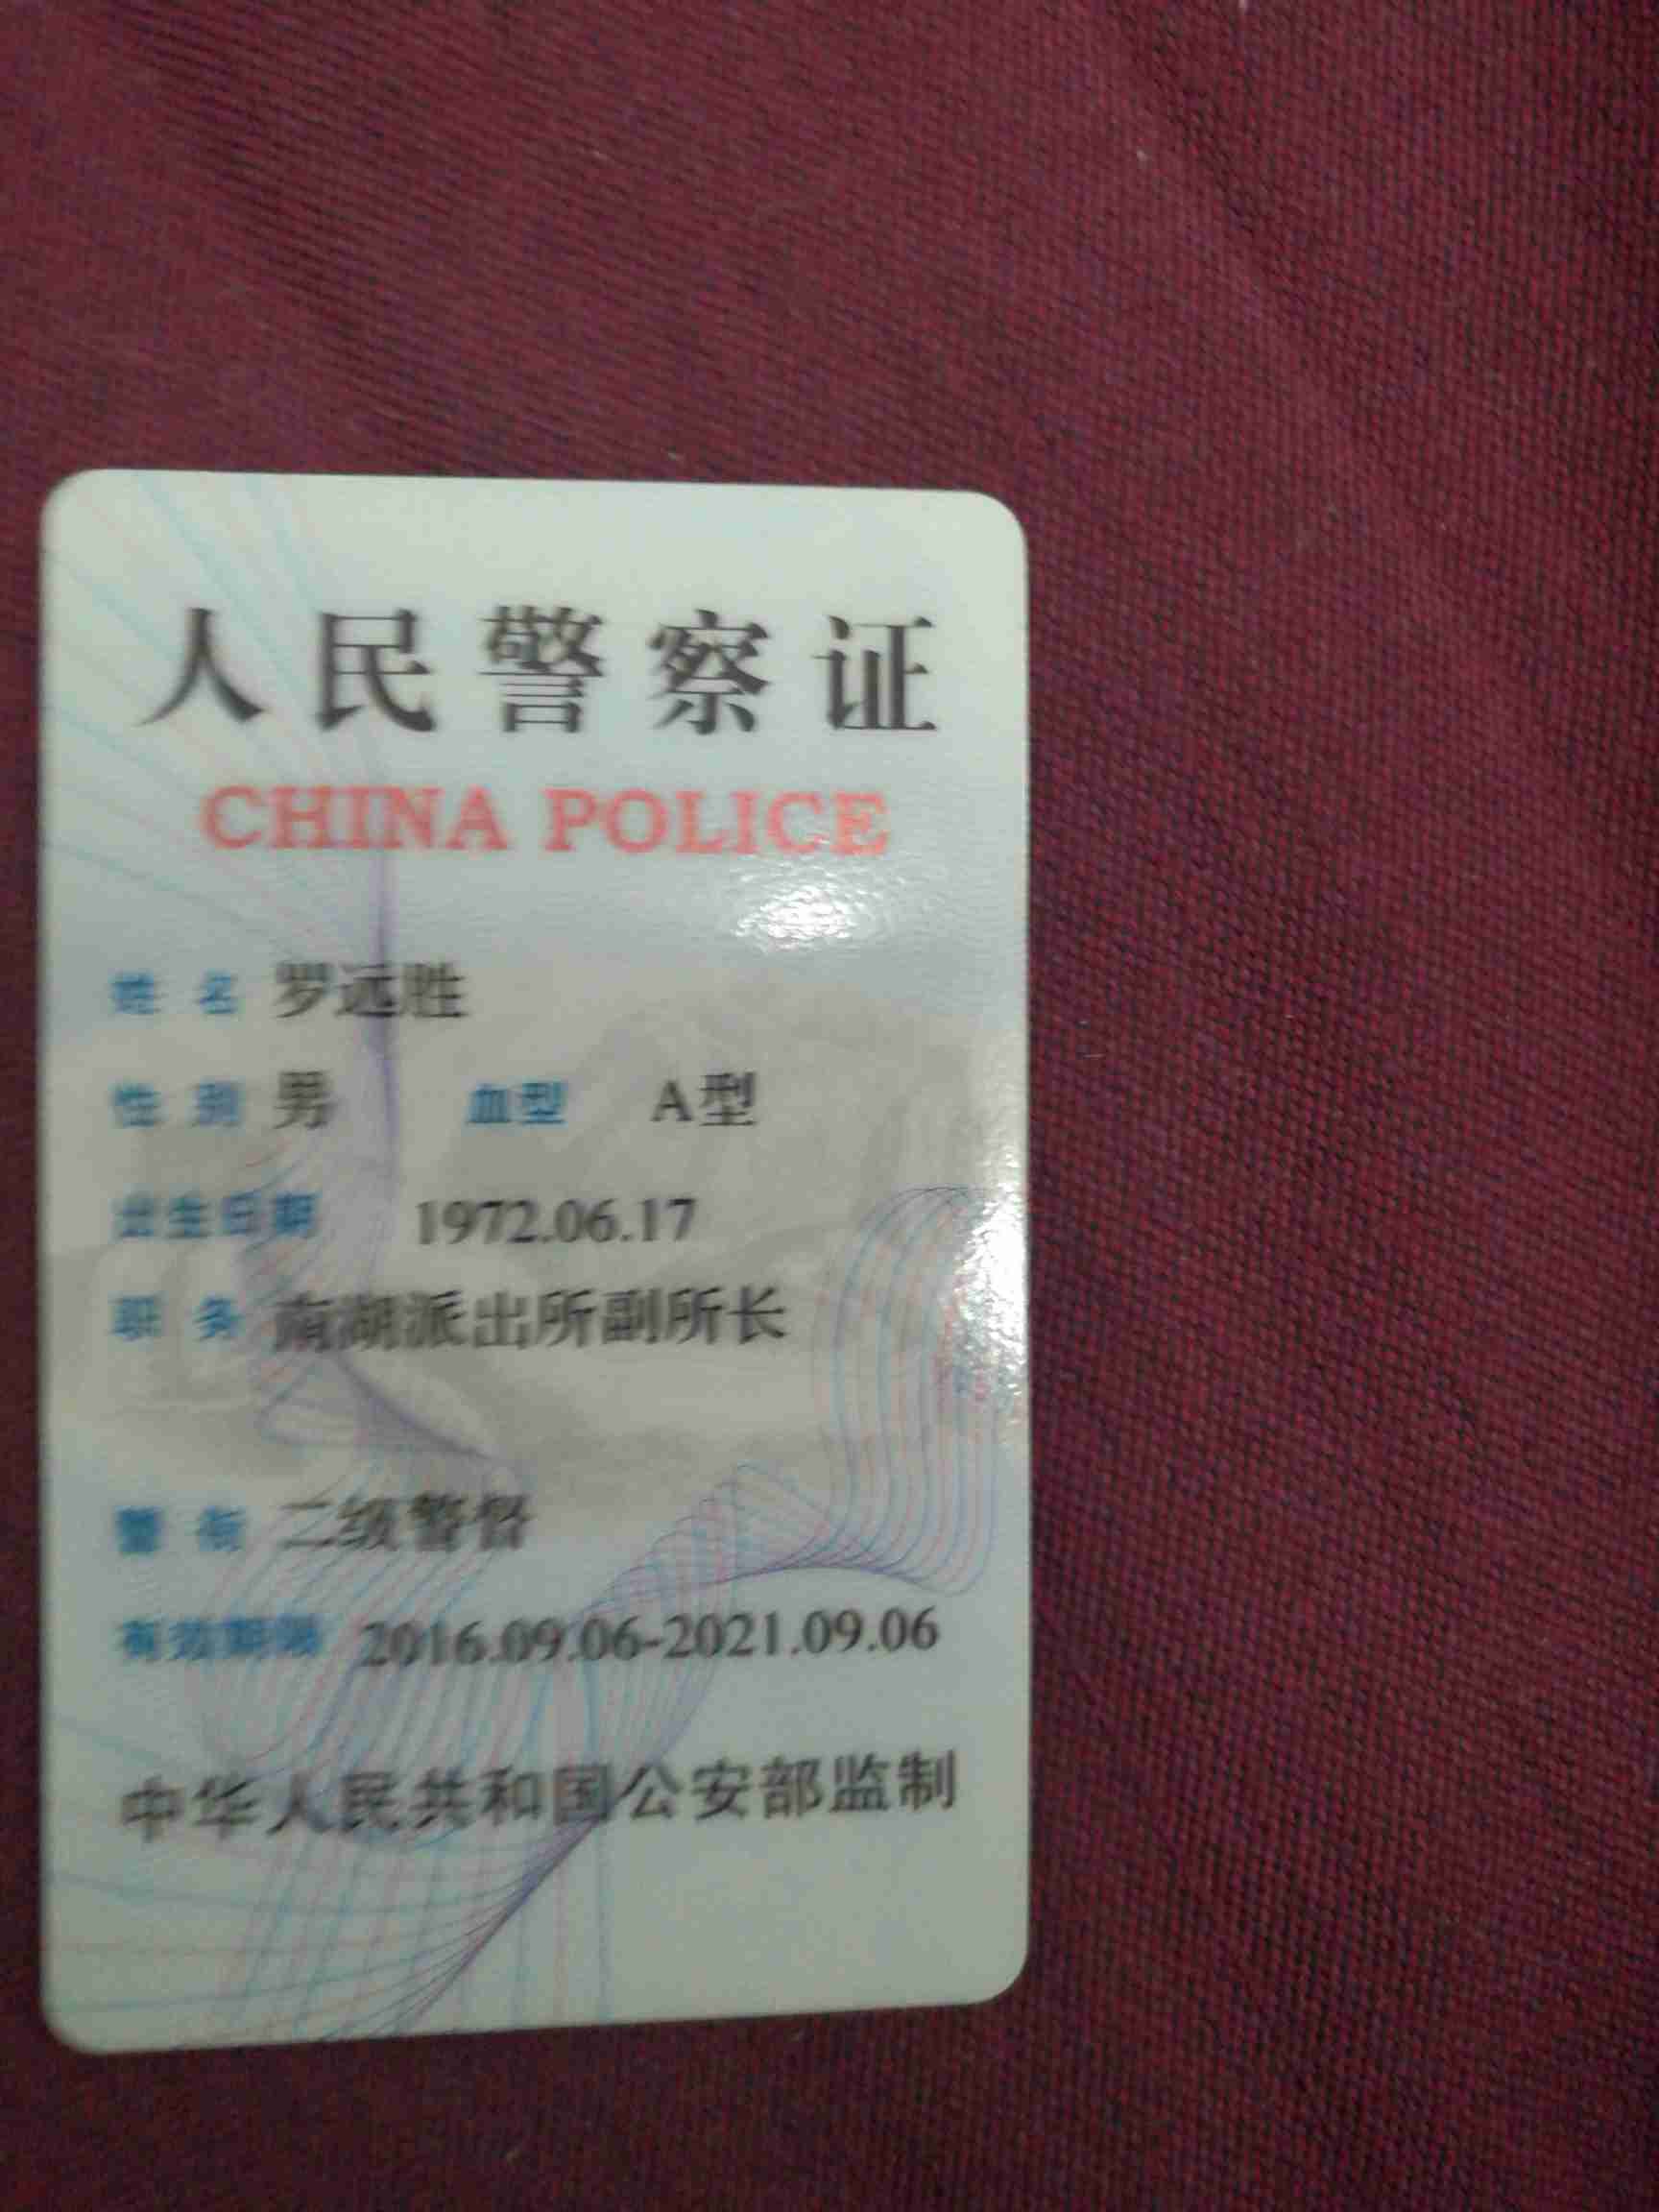 人民警察证
CHINA POLICE
姓 名 罗远胜
性 别 男 血型 A型
出生日期 1972.06.17
职 务 南湖派出所副所长
警 衔 二级警督
有效期限 2016.09.06-2021.09.06
中华人民共和国公安部监制